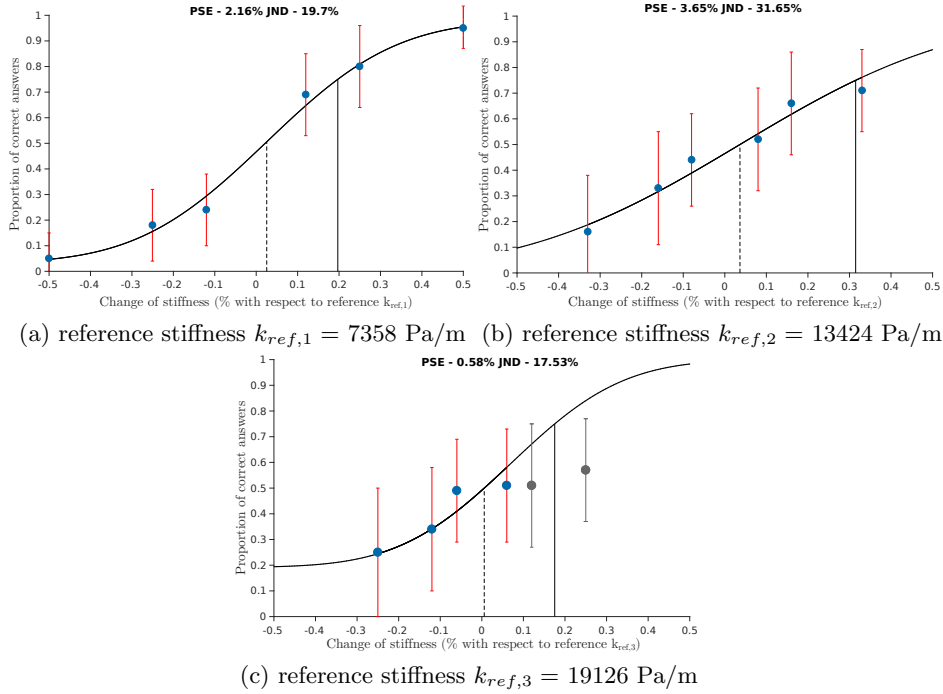 PSE - 2.16% JND - 19.7%
Proportion of correct answers
1
0.9
0.8
0.7
0.6
0.5
0.4
0.3
0.2
0.1
0
-0.5 -0.4 -0.3 -0.2 -0.1 0 0.1 0.2 0.3 0.4 0.5
Change of stiffness (% with respect to reference k_ref,1)
(a) reference stiffness k_ref,1 = 7358 Pa/m
PSE - 3.65% JND - 31.65%
Proportion of correct answers
1
0.9
0.8
0.7
0.6
0.5
0.4
0.3
0.2
0.1
0
-0.5 -0.4 -0.3 -0.2 -0.1 0 0.1 0.2 0.3 0.4 0.5
Change of stiffness (% with respect to reference k_ref,2)
(b) reference stiffness k_ref,2 = 13424 Pa/m
PSE - 0.58% JND - 17.53%
Proportion of correct answers
1
0.9
0.8
0.7
0.6
0.5
0.4
0.3
0.2
0.1
0
-0.5 -0.4 -0.3 -0.2 -0.1 0 0.1 0.2 0.3 0.4 0.5
Change of stiffness (% with respect to reference k_ref,3)
(c) reference stiffness k_ref,3 = 19126 Pa/m